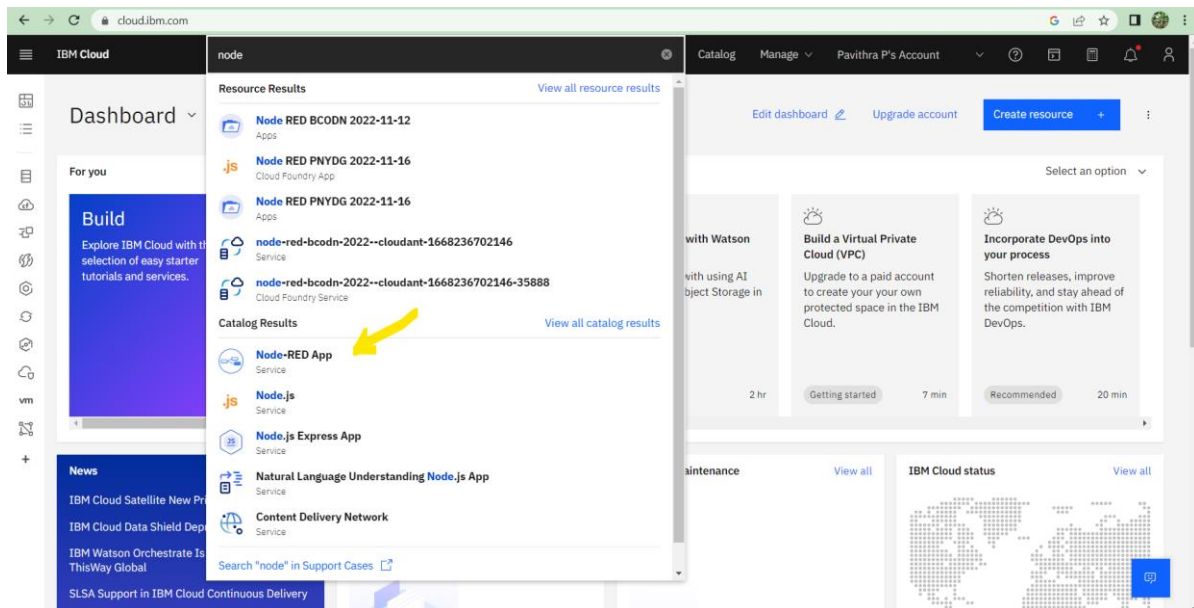 cloud.ibm.com
IBM Cloud
node
Catalog
Manage
Pavithra P's Account
Dashboard
Edit dashboard
Upgrade account
Create resource +
Resource Results
View all resource results
Node RED BCODN 2022-11-12
Apps
.js
Node RED PNYDG 2022-11-16
Cloud Foundry App
Node RED PNYDG 2022-11-16
Apps
node-red-bcodn-2022--cloudant-1668236702146
Service
node-red-bcodn-2022--cloudant-1668236702146-35888
Cloud Foundry Service
Catalog Results
View all catalog results
Node-RED App
Service
.js
Node.js
Service
JS
Node.js Express App
Service
Natural Language Understanding Node.js App
Service
Content Delivery Network
Service
Search "node" in Support Cases
vm
For you
Select an option
Build
Explore IBM Cloud with th
selection of easy starter
tutorials and services.
with Watson
with using AI
bject Storage in
2 hr
Build a Virtual Private
Cloud (VPC)
Upgrade to a paid account
to create your your own
protected space in the IBM
Cloud.
Getting started
7 min
Incorporate DevOps into
your process
Shorten releases, improve
reliability, and stay ahead of
the competition with IBM
DevOps.
Recommended
20 min
News
IBM Cloud Satellite New Pri
IBM Cloud Data Shield Depr
IBM Watson Orchestrate Is
ThisWay Global
SLSA Support in IBM Cloud Continuous Delivery
aintenance
View all
IBM Cloud status
View all